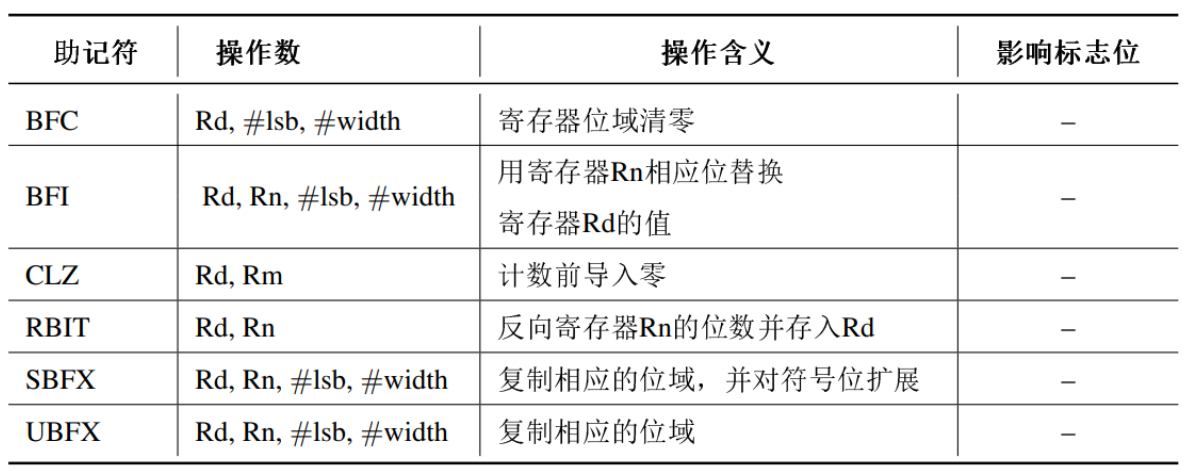 助记符 操作数 操作含义 影响标志位
BFC Rd, #lsb, #width 寄存器位域清零 –
BFI Rd, Rn, #lsb, #width 用寄存器Rn相应位替换 –
寄存器Rd的值
CLZ Rd, Rm 计数前导入零 –
RBIT Rd, Rn 反向寄存器Rn的位数并存入Rd –
SBFX Rd, Rn, #lsb, #width 复制相应的位域，并对符号位扩展 –
UBFX Rd, Rn, #lsb, #width 复制相应的位域 –